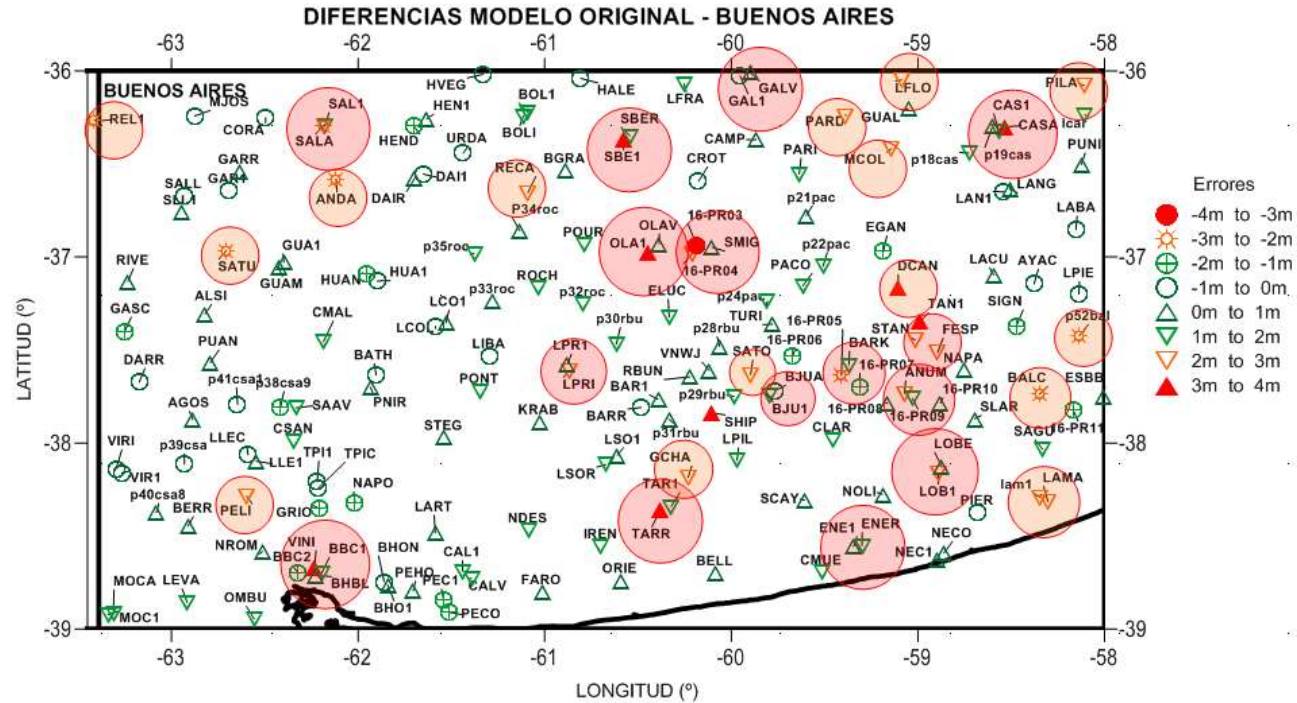 DIFERENCIAS MODELO ORIGINAL - BUENOS AIRES
-63 -62 -61 -60 -59 -58
-36 -36
BUENOS AIRES
REL1 MJOS CORA SAL1 SALA HEND HEN1 HVEG BOL1 BOLI HALE SBER SBE1 LFRA GAL1 GALV CAMP PARD GUAL LFLO CAS1 CASA p19cas lcar PILA
GARR GAR1 SALL SLL1 ANDA DAIR DAI1 URDA RECA BGRA CROT PARI MCOL p18cas LAN1 LANG PUNI
P34roc p21pac LABA
-37 -37
RIVE SATU GUA1 GUAM HUAN HUA1 p35roc POUR OLA1 OLAV 16-PR03 SMIG 16-PR04 p22pac EGAN PACO DCAN LACU AYAC LPIE
GASC ALSI CMAL LCO1 LCO p33roc ROCH p32roc ELUC p24pac TURI TAN1 SIGN p52bal
PUAN p30rbu p28rbu 16-PR05 16-PR06 STAN FESP
DARR BATH LIBA LPR1 LPRI VNWJ RBUN SATO BARK 16-PR07 NAPA BALC ESBB
p41csa1 p38csa9 PNIR PONT BAR1 p29rbu BJUA ANUM 16-PR10
AGOS SAAV KRAB BARR SHIP BJU1 16-PR08 16-PR09 SLAR 16-PR11
p39csa CSAN STEG p31rbu CLAR SAGU
-38 -38
VIRI LLEC LLE1 TPI1 TPIC LSO1 LSOR GCHA LPIL LOBE
VIR1 p40csa8 PELI GRIO NAPO TAR1 SCAY NOLI LOB1 PIER lam1 LAMA
BERR LART NDES IREN TARR ENE1 ENER
NROM VINI BBC2 BBC1 BHON CAL1 BELL CMUE NEC1 NECO
MOCA LEVA BHBL PEHO PEC1 CALV FARO ORIE
MOC1 OMBU BHO1 PECO
-39 -39
-63 -62 -61 -60 -59 -58
LATITUD (º)
LONGITUD (º)
Errores
-4m to -3m
-3m to -2m
-2m to -1m
-1m to 0m
0m to 1m
1m to 2m
2m to 3m
3m to 4m